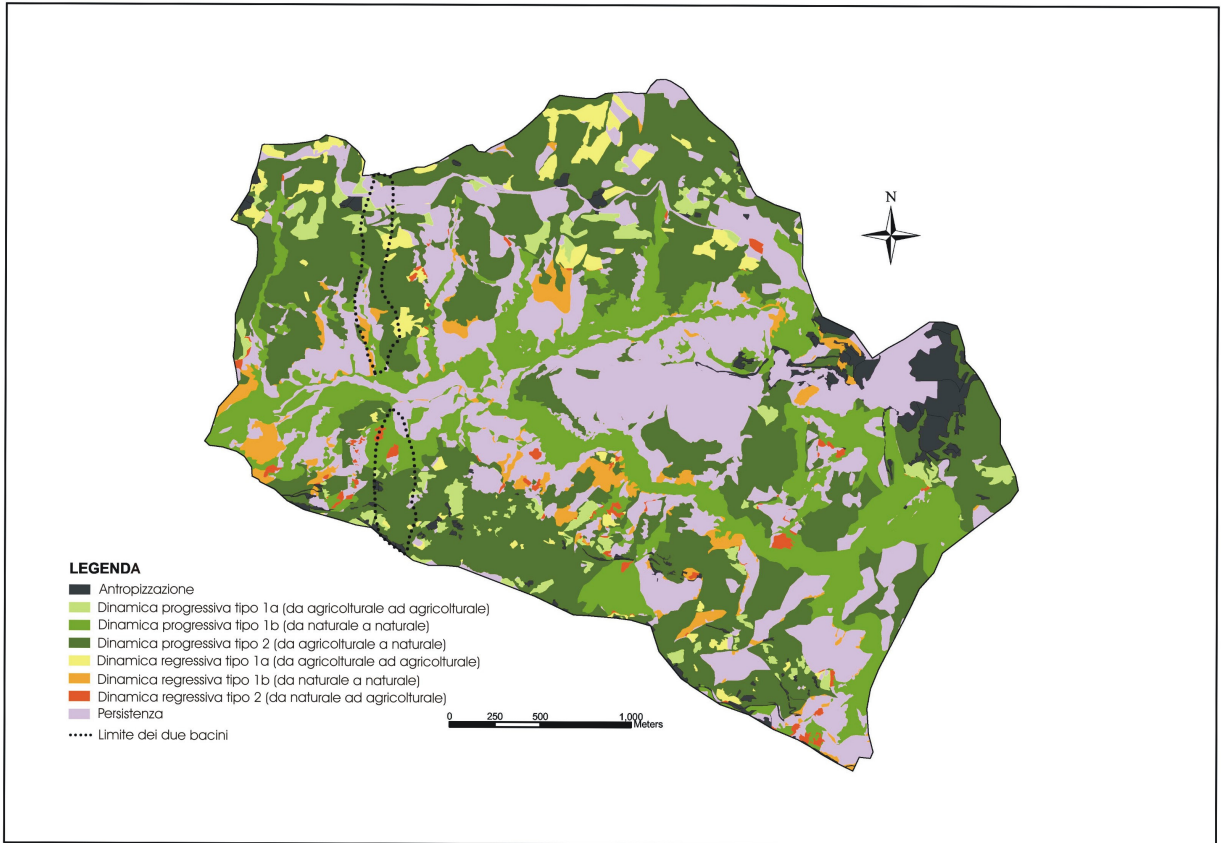 N
LEGENDA
Antropizzazione
Dinamica progressiva tipo 1a (da agricolturale ad agricolturale)
Dinamica progressiva tipo 1b (da naturale a naturale)
Dinamica progressiva tipo 2 (da agricolturale a naturale)
Dinamica regressiva tipo 1a (da agricolturale ad agricolturale)
Dinamica regressiva tipo 1b (da naturale a naturale)
Dinamica regressiva tipo 2 (da naturale ad agricolturale)
Persistenza
Limite dei due bacini
0 250 500 1,000
Meters